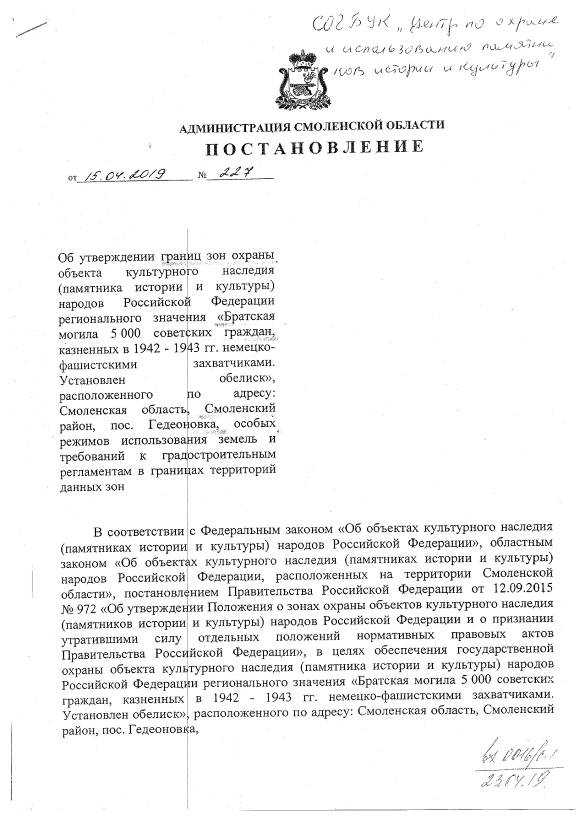 СОГБУК „Центр по охране
и использованию памятни
ков истории и культуры"
АДМИНИСТРАЦИЯ СМОЛЕНСКОЙ ОБЛАСТИ
ПОСТАНОВЛЕНИЕ
от 15.04.2019 № 227
Об утверждении границ зон охраны
объекта культурного наследия
(памятника истории и культуры)
народов Российской Федерации
регионального значения «Братская
могила 5 000 советских граждан,
казненных в 1942 - 1943 гг. немецко-
фашистскими захватчиками.
Установлен обелиск»,
расположенного по адресу:
Смоленская область, Смоленский
район, пос. Гедеоновка, особых
режимов использования земель и
требований к градостроительным
регламентам в границах территорий
данных зон
В соответствии с Федеральным законом «Об объектах культурного наследия
(памятниках истории и культуры) народов Российской Федерации», областным
законом «Об объектах культурного наследия (памятниках истории и культуры)
народов Российской Федерации, расположенных на территории Смоленской
области», постановлением Правительства Российской Федерации от 12.09.2015
№ 972 «Об утверждении Положения о зонах охраны объектов культурного наследия
(памятников истории и культуры) народов Российской Федерации и о признании
утратившими силу отдельных положений нормативных правовых актов
Правительства Российской Федерации», в целях обеспечения государственной
охраны объекта культурного наследия (памятника истории и культуры) народов
Российской Федерации регионального значения «Братская могила 5 000 советских
граждан, казненных в 1942 - 1943 гг. немецко-фашистскими захватчиками.
Установлен обелиск», расположенного по адресу: Смоленская область, Смоленский
район, пос. Гедеоновка,
вх
23.04.19.